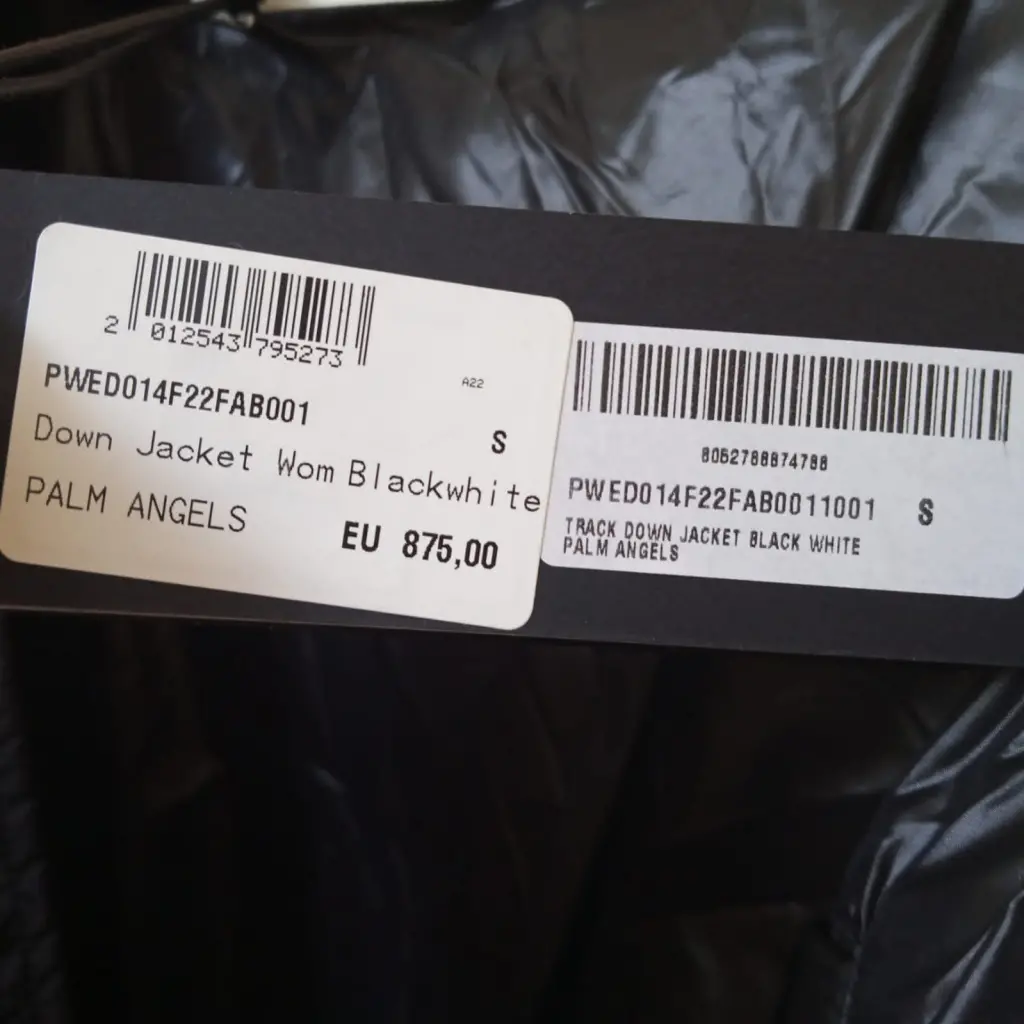 2 012543 795273
A22
PWED014F22FAB001
S
Down Jacket Wom Blackwhite
PALM ANGELS
EU 875,00
8052788874788
PWED014F22FAB0011001 S
TRACK DOWN JACKET BLACK WHITE
PALM ANGELS